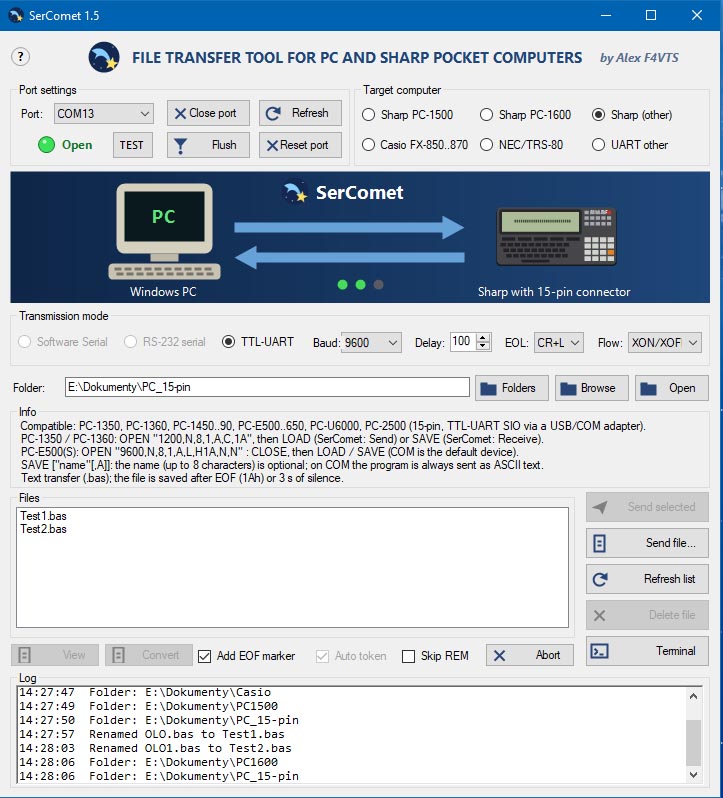 SerComet 1.5
?
FILE TRANSFER TOOL FOR PC AND SHARP POCKET COMPUTERS by Alex F4VTS
Port settings
Port: COM13 Close port Refresh
Open TEST Flush Reset port
Target computer
Sharp PC-1500 Sharp PC-1600 Sharp (other)
Casio FX-850..870 NEC/TRS-80 UART other
SerComet
PC
Windows PC
Sharp with 15-pin connector
Transmission mode
Software Serial RS-232 serial TTL-UART Baud: 9600 Delay: 100 EOL: CR+L Flow: XON/XOF
Folder: E:\Dokumenty\PC_15-pin Folders Browse Open
Info
Compatible: PC-1350, PC-1360, PC-1450..90, PC-E500..650, PC-U6000, PC-2500 (15-pin, TTL-UART SIO via a USB/COM adapter).
PC-1350 / PC-1360: OPEN "1200,N,8,1,A,C,1A", then LOAD (SerComet: Send) or SAVE (SerComet: Receive).
PC-E500(S): OPEN "9600,N,8,1,A,L,H1A,N,N" : CLOSE, then LOAD / SAVE (COM is the default device).
SAVE ["name"[,A]]: the name (up to 8 characters) is optional; on COM the program is always sent as ASCII text.
Text transfer (.bas); the file is saved after EOF (1Ah) or 3 s of silence.
Files
Test1.bas
Test2.bas
Send selected
Send file...
Refresh list
Delete file
Terminal
View Convert Add EOF marker Auto token Skip REM Abort
Log
14:27:47 Folder: E:\Dokumenty\Casio
14:27:49 Folder: E:\Dokumenty\PC1500
14:27:50 Folder: E:\Dokumenty\PC_15-pin
14:27:57 Renamed OLO.bas to Test1.bas
14:28:03 Renamed OLO1.bas to Test2.bas
14:28:06 Folder: E:\Dokumenty\PC1600
14:28:06 Folder: E:\Dokumenty\PC_15-pin